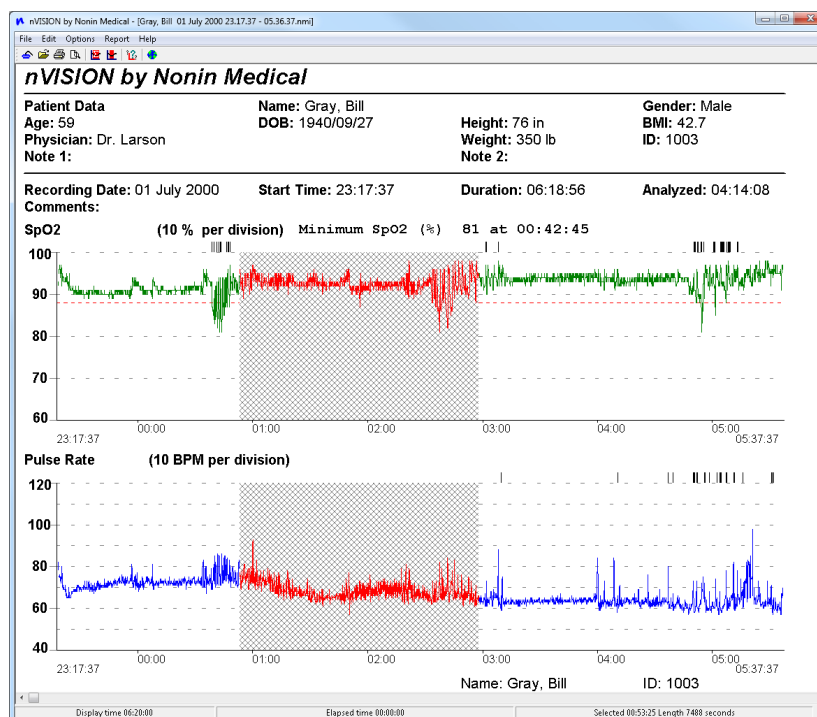 nVISION by Nonin Medical - [Gray, Bill 01 July 2000 23.17.37 - 05.36.37.nmi]
File Edit Options Report Help
nVISION by Nonin Medical
Patient Data Name: Gray, Bill Gender: Male
Age: 59 DOB: 1940/09/27 Height: 76 in BMI: 42.7
Physician: Dr. Larson Weight: 350 lb ID: 1003
Note 1: Note 2:
Recording Date: 01 July 2000 Start Time: 23:17:37 Duration: 06:18:56 Analyzed: 04:14:08
Comments:
SpO2 (10 % per division) Minimum SpO2 (%) 81 at 00:42:45
100
90
80
70
60
00:00 01:00 02:00 03:00 04:00 05:00
23:17:37 05:37:37
Pulse Rate (10 BPM per division)
120
100
80
60
40
00:00 01:00 02:00 03:00 04:00 05:00
23:17:37 05:37:37
Name: Gray, Bill ID: 1003
Display time 06:20:00 Elapsed time 00:00:00 Selected 00:53:25 Length 7488 seconds